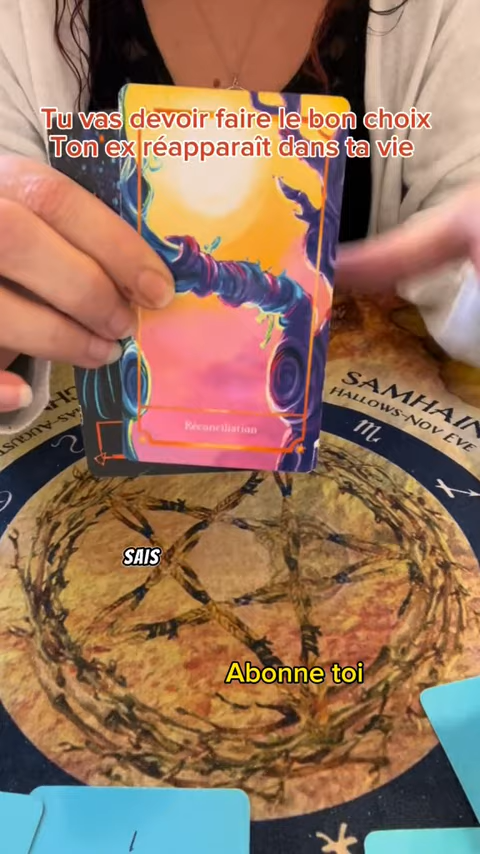 Tu vas devoir faire le bon choix
Ton ex réapparaît dans ta vie
Réconciliation
SAMHAIN
HALLOWS-NOV EVE
SAIS
Abonne toi